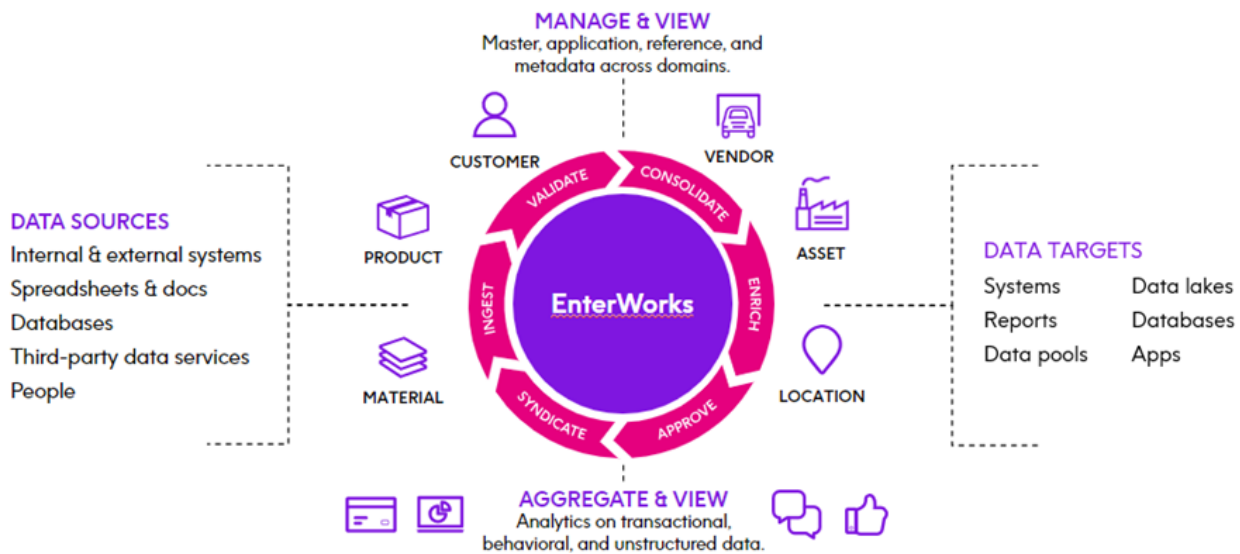 MANAGE & VIEW
Master, application, reference, and
metadata across domains.
CUSTOMER
VENDOR
PRODUCT
ASSET
MATERIAL
LOCATION
INGEST
VALIDATE
CONSOLIDATE
ENRICH
APPROVE
SYNDICATE
EnterWorks
DATA SOURCES
Internal & external systems
Spreadsheets & docs
Databases
Third-party data services
People
DATA TARGETS
Systems
Reports
Data pools
Data lakes
Databases
Apps
AGGREGATE & VIEW
Analytics on transactional,
behavioral, and unstructured data.